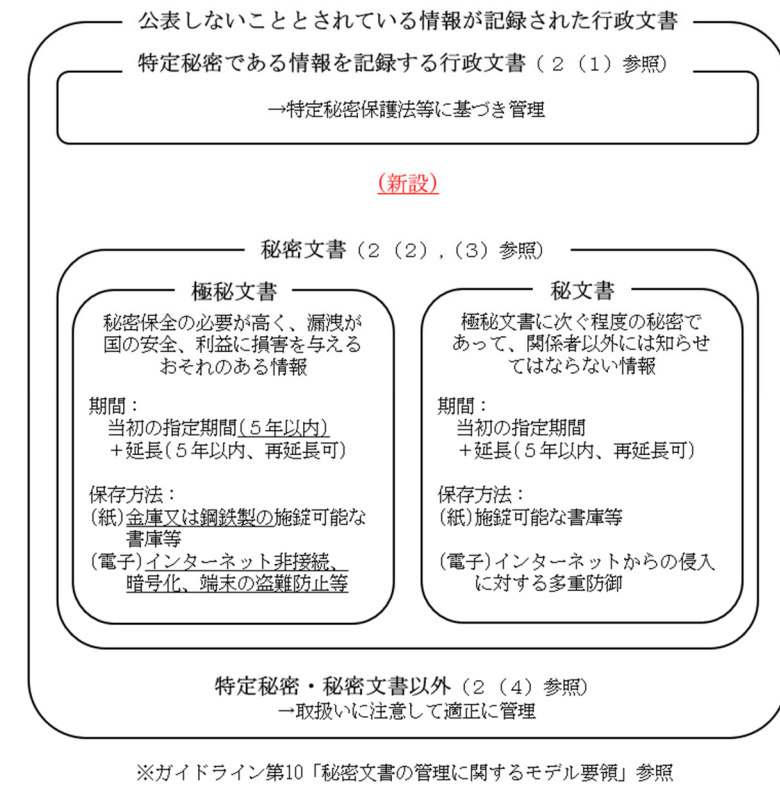 公表しないこととされている情報が記録された行政文書
特定秘密である情報を記録する行政文書(2(1)参照)
→特定秘密保護法等に基づき管理
(新設)
秘密文書(2(2),(3)参照)
極秘文書
秘密保全の必要が高く、漏洩が
国の安全、利益に損害を与える
おそれのある情報
期間:
当初の指定期間(5年以内)
+延長(5年以内、再延長可)
保存方法:
(紙)金庫又は鋼鉄製の施錠可能な
書庫等
(電子)インターネット非接続、
暗号化、端末の盗難防止等
秘文書
極秘文書に次ぐ程度の秘密で
あって、関係者以外には知らせ
てはならない情報
期間:
当初の指定期間
+延長(5年以内、再延長可)
保存方法:
(紙)施錠可能な書庫等
(電子)インターネットからの侵入
に対する多重防御
特定秘密・秘密文書以外(2(4)参照)
→取扱いに注意して適正に管理
※ガイドライン第10「秘密文書の管理に関するモデル要領」参照